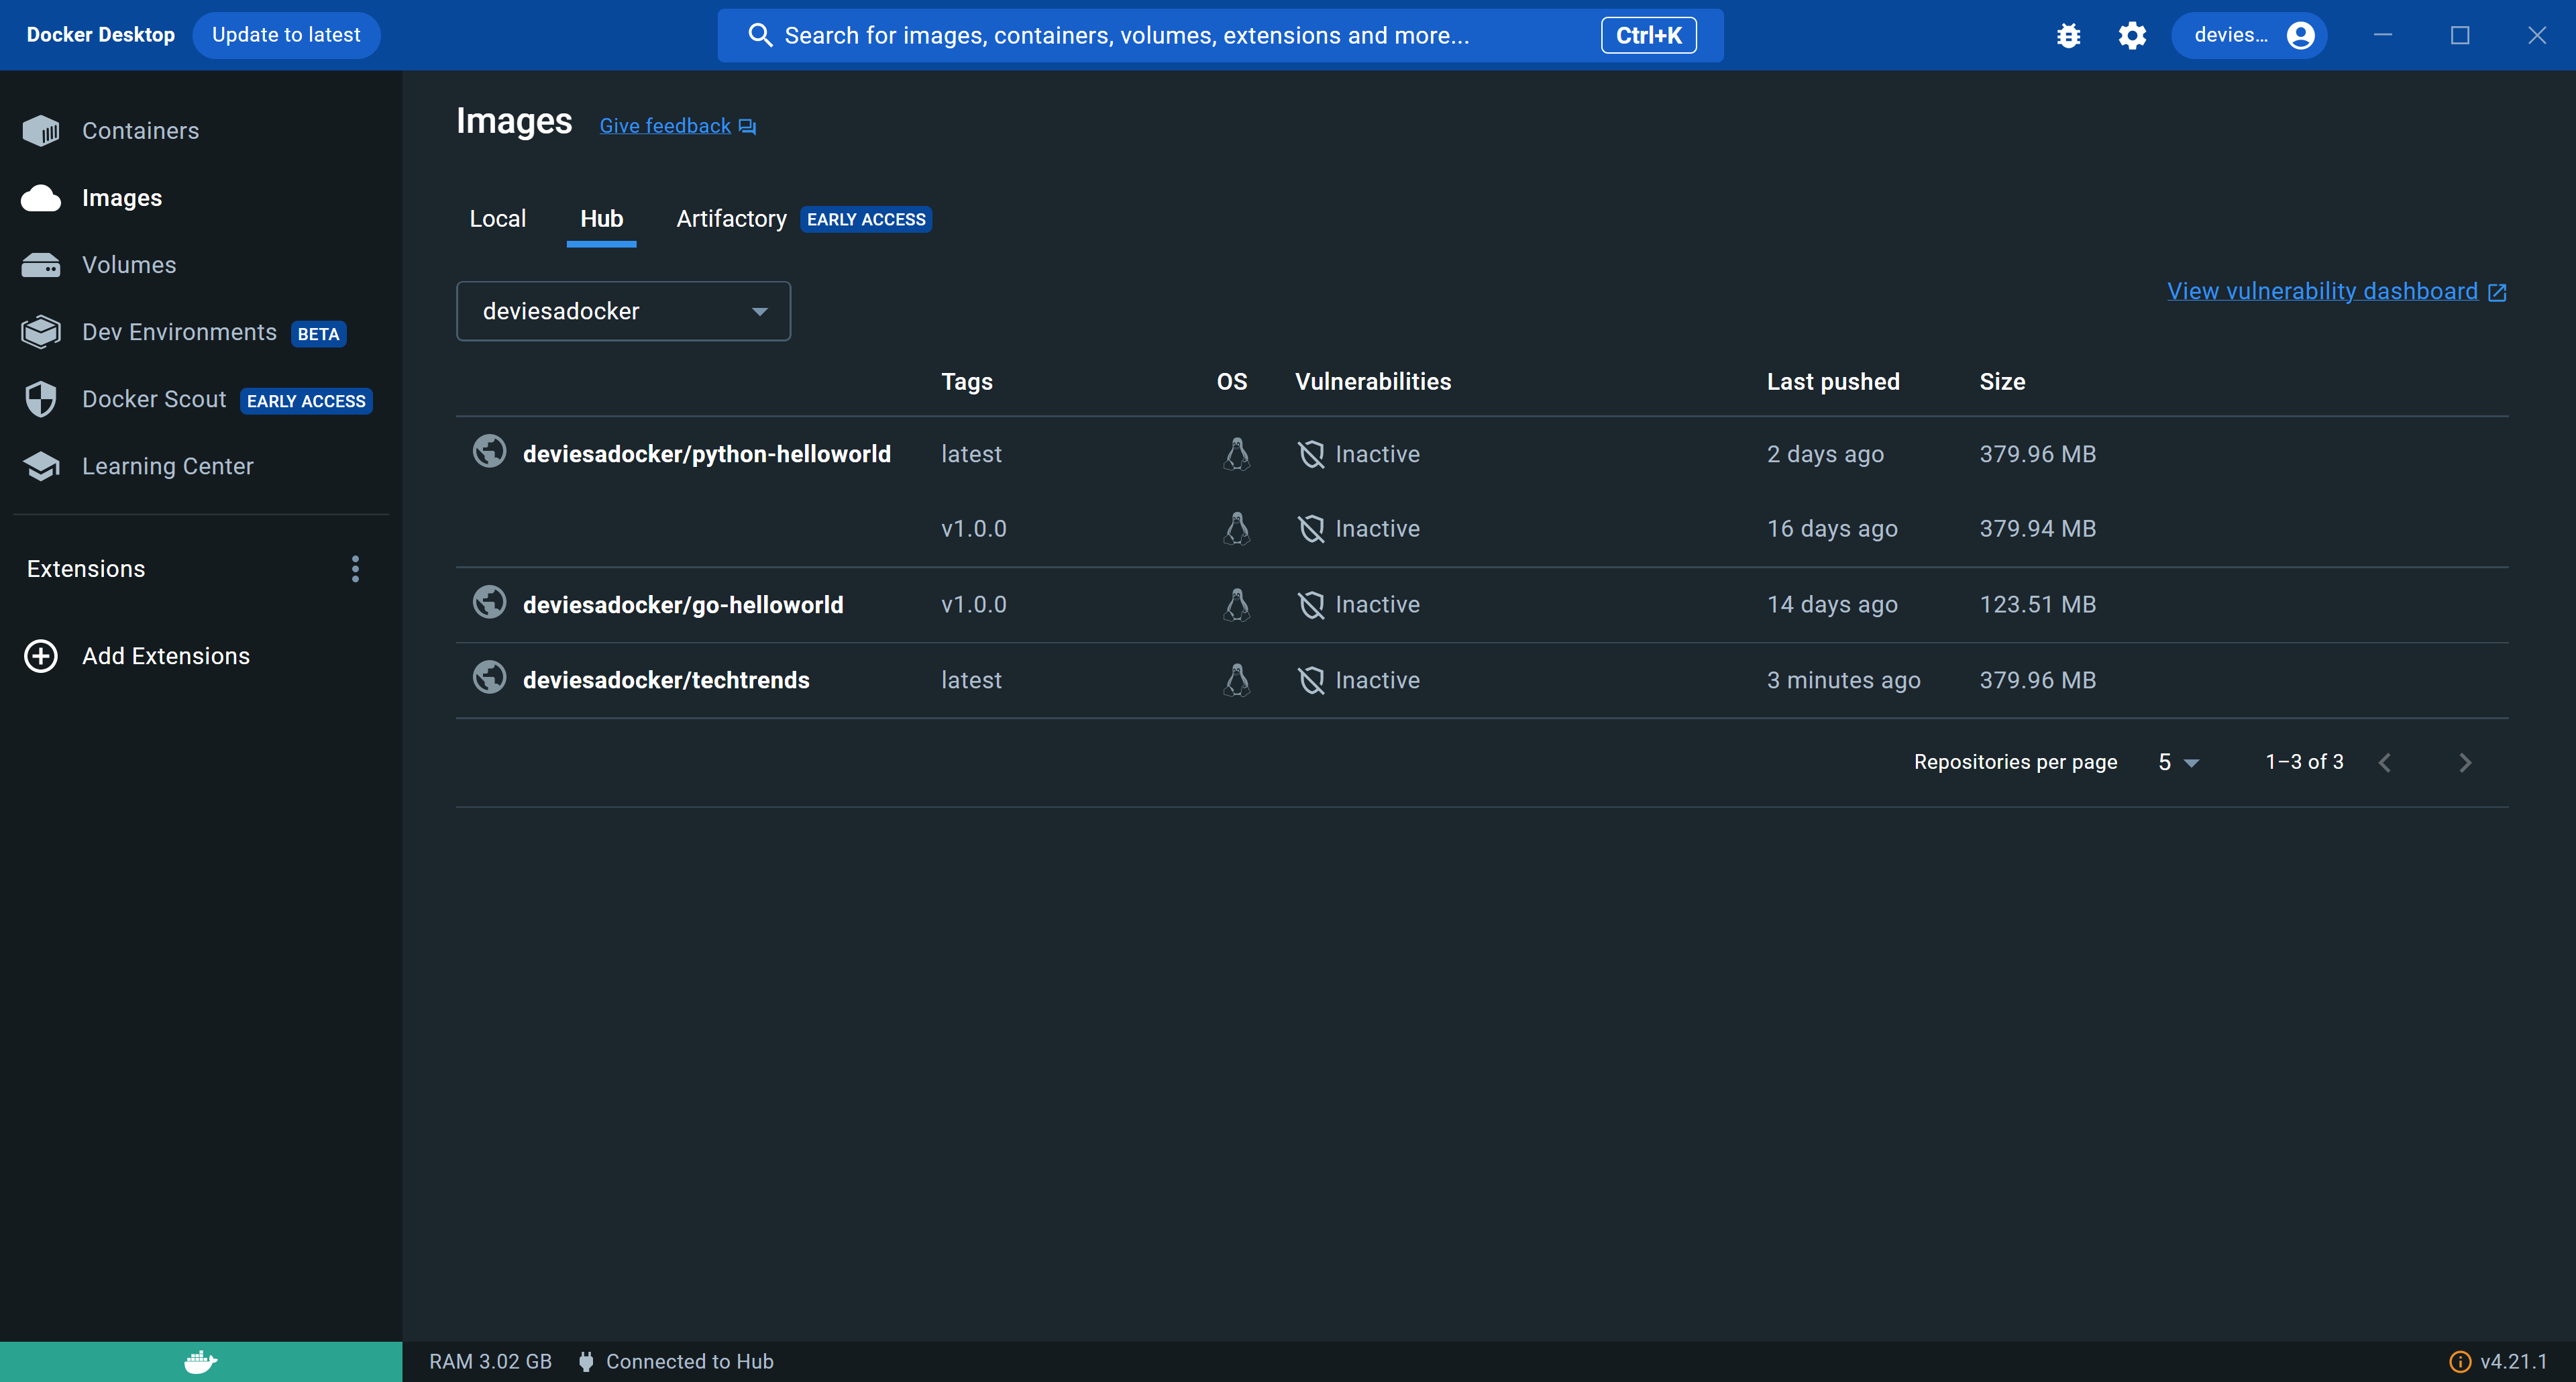 Docker Desktop Update to latest Search for images, containers, volumes, extensions and more... Ctrl+K devies...
Containers
Images
Volumes
Dev Environments BETA
Docker Scout EARLY ACCESS
Learning Center
Extensions
Add Extensions
Images Give feedback
Local Hub Artifactory EARLY ACCESS
deviesadocker
View vulnerability dashboard
Tags OS Vulnerabilities Last pushed Size
deviesadocker/python-helloworld latest Inactive 2 days ago 379.96 MB
v1.0.0 Inactive 16 days ago 379.94 MB
deviesadocker/go-helloworld v1.0.0 Inactive 14 days ago 123.51 MB
deviesadocker/techtrends latest Inactive 3 minutes ago 379.96 MB
Repositories per page 5 1–3 of 3
RAM 3.02 GB Connected to Hub v4.21.1